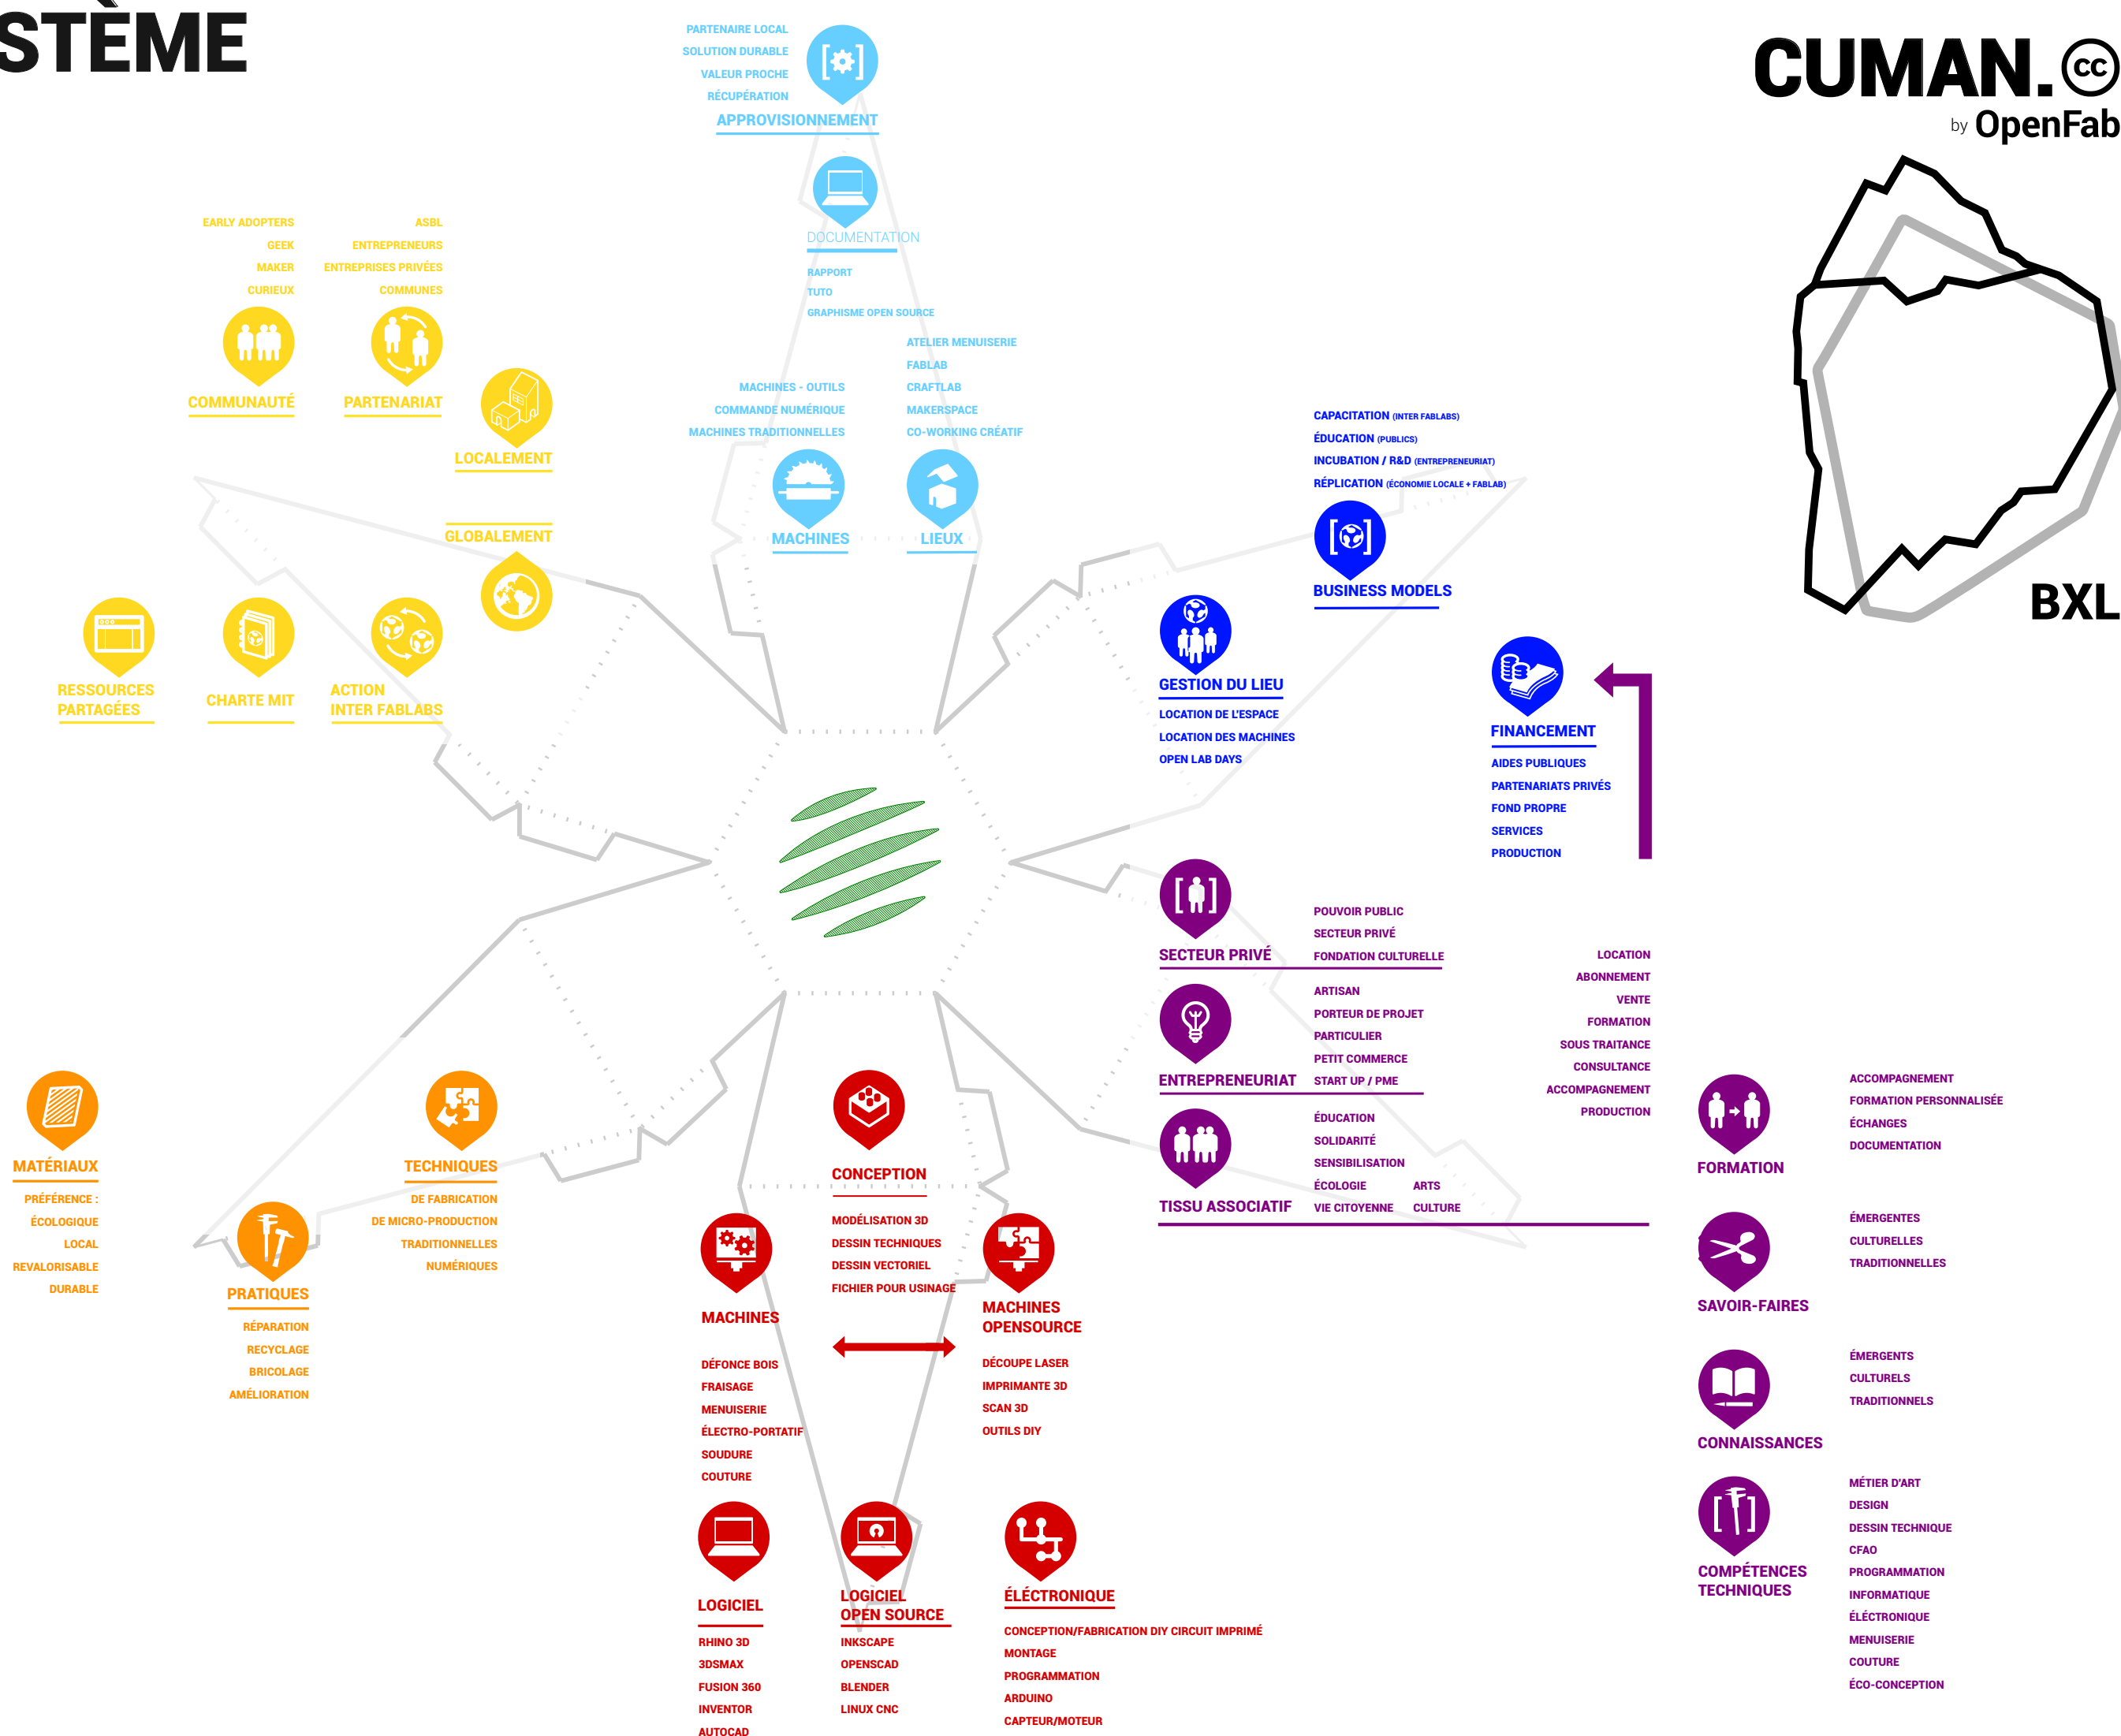 STÈME
CUMAN. cc
by OpenFab
BXL
PARTENAIRE LOCAL
SOLUTION DURABLE
VALEUR PROCHE
RÉCUPÉRATION
APPROVISIONNEMENT
DOCUMENTATION
RAPPORT
TUTO
GRAPHISME OPEN SOURCE
MACHINES - OUTILS
COMMANDE NUMÉRIQUE
MACHINES TRADITIONNELLES
MACHINES
ATELIER MENUISERIE
FABLAB
CRAFTLAB
MAKERSPACE
CO-WORKING CRÉATIF
LIEUX
EARLY ADOPTERS
GEEK
MAKER
CURIEUX
COMMUNAUTÉ
ASBL
ENTREPRENEURS
ENTREPRISES PRIVÉES
COMMUNES
PARTENARIAT
LOCALEMENT
GLOBALEMENT
RESSOURCES
PARTAGÉES
CHARTE MIT
ACTION
INTER FABLABS
CAPACITATION (INTER FABLABS)
ÉDUCATION (PUBLICS)
INCUBATION / R&D (ENTREPRENEURIAT)
RÉPLICATION (ÉCONOMIE LOCALE + FABLAB)
BUSINESS MODELS
GESTION DU LIEU
LOCATION DE L'ESPACE
LOCATION DES MACHINES
OPEN LAB DAYS
FINANCEMENT
AIDES PUBLIQUES
PARTENARIATS PRIVÉS
FOND PROPRE
SERVICES
PRODUCTION
SECTEUR PRIVÉ
POUVOIR PUBLIC
SECTEUR PRIVÉ
FONDATION CULTURELLE
ENTREPRENEURIAT
ARTISAN
PORTEUR DE PROJET
PARTICULIER
PETIT COMMERCE
START UP / PME
TISSU ASSOCIATIF
ÉDUCATION
SOLIDARITÉ
SENSIBILISATION
ÉCOLOGIE ARTS
VIE CITOYENNE CULTURE
LOCATION
ABONNEMENT
VENTE
FORMATION
SOUS TRAITANCE
CONSULTANCE
ACCOMPAGNEMENT
PRODUCTION
FORMATION
ACCOMPAGNEMENT
FORMATION PERSONNALISÉE
ÉCHANGES
DOCUMENTATION
SAVOIR-FAIRES
ÉMERGENTES
CULTURELLES
TRADITIONNELLES
CONNAISSANCES
ÉMERGENTS
CULTURELS
TRADITIONNELS
COMPÉTENCES
TECHNIQUES
MÉTIER D'ART
DESIGN
DESSIN TECHNIQUE
CFAO
PROGRAMMATION
INFORMATIQUE
ÉLÉCTRONIQUE
MENUISERIE
COUTURE
ÉCO-CONCEPTION
MATÉRIAUX
PRÉFÉRENCE :
ÉCOLOGIQUE
LOCAL
REVALORISABLE
DURABLE
PRATIQUES
RÉPARATION
RECYCLAGE
BRICOLAGE
AMÉLIORATION
TECHNIQUES
DE FABRICATION
DE MICRO-PRODUCTION
TRADITIONNELLES
NUMÉRIQUES
CONCEPTION
MODÉLISATION 3D
DESSIN TECHNIQUES
DESSIN VECTORIEL
FICHIER POUR USINAGE
MACHINES
DÉFONCE BOIS
FRAISAGE
MENUISERIE
ÉLECTRO-PORTATIF
SOUDURE
COUTURE
MACHINES
OPENSOURCE
DÉCOUPE LASER
IMPRIMANTE 3D
SCAN 3D
OUTILS DIY
LOGICIEL
RHINO 3D
3DSMAX
FUSION 360
INVENTOR
AUTOCAD
LOGICIEL
OPEN SOURCE
INKSCAPE
OPENSCAD
BLENDER
LINUX CNC
ÉLÉCTRONIQUE
CONCEPTION/FABRICATION DIY CIRCUIT IMPRIMÉ
MONTAGE
PROGRAMMATION
ARDUINO
CAPTEUR/MOTEUR